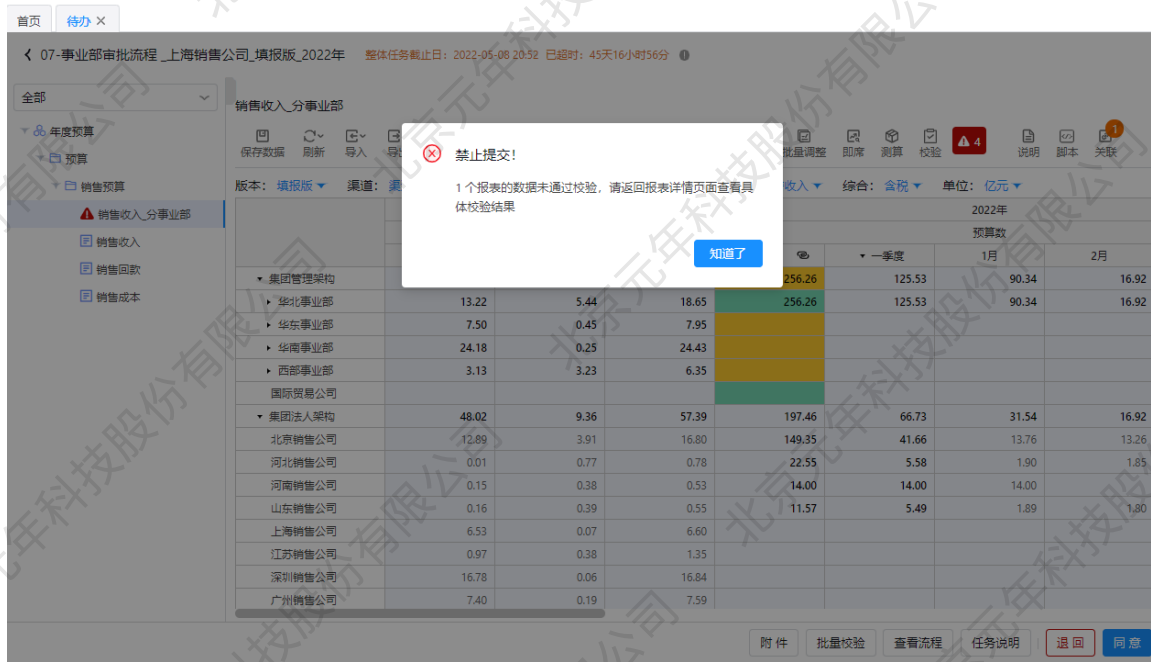 首页 待办 ×
07-事业部审批流程 _上海销售公司_填报版_2022年 整体任务截止日：2022-05-08 20:52 已超时：45天16小时56分
全部
销售收入_分事业部
年度预算
预算
销售预算
销售收入_分事业部
销售收入
销售回款
销售成本
保存数据 刷新 导入 批量调整 即席 测算 校验 4 说明 脚本 1 关联
版本： 填报版 渠道： 收入 综合： 含税 单位： 亿元
禁止提交！
1 个报表的数据未通过校验，请返回报表详情页面查看具
体校验结果
知道了
2022年
预算数
一季度 1月 2月
集团管理架构 256.26 125.53 90.34 16.92
华北事业部 13.22 5.44 18.65 256.26 125.53 90.34 16.92
华东事业部 7.50 0.45 7.95
华南事业部 24.18 0.25 24.43
西部事业部 3.13 3.23 6.35
国际贸易公司
集团法人架构 48.02 9.36 57.39 197.46 66.73 31.54 16.92
北京销售公司 12.89 3.91 16.80 149.35 41.66 13.76 13.26
河北销售公司 0.01 0.77 0.78 22.55 5.58 1.90 1.85
河南销售公司 0.15 0.38 0.53 14.00 14.00 14.00
山东销售公司 0.16 0.39 0.55 11.57 5.49 1.89 1.80
上海销售公司 6.53 0.07 6.60
江苏销售公司 0.97 0.38 1.35
深圳销售公司 16.78 0.06 16.84
广州销售公司 7.40 0.19 7.59
附件 批量校验 查看流程 任务说明 退回 同意
北京元年科技股份有限公司